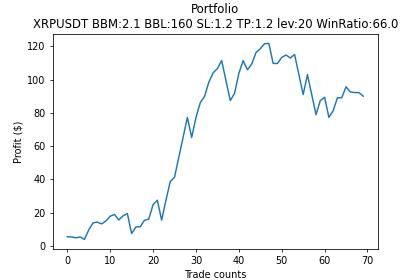 Portfolio
XRPUSDT BBM:2.1 BBL:160 SL:1.2 TP:1.2 lev:20 WinRatio:66.0
120
100
80
60
40
20
0
Profit ($)
0 10 20 30 40 50 60 70
Trade counts